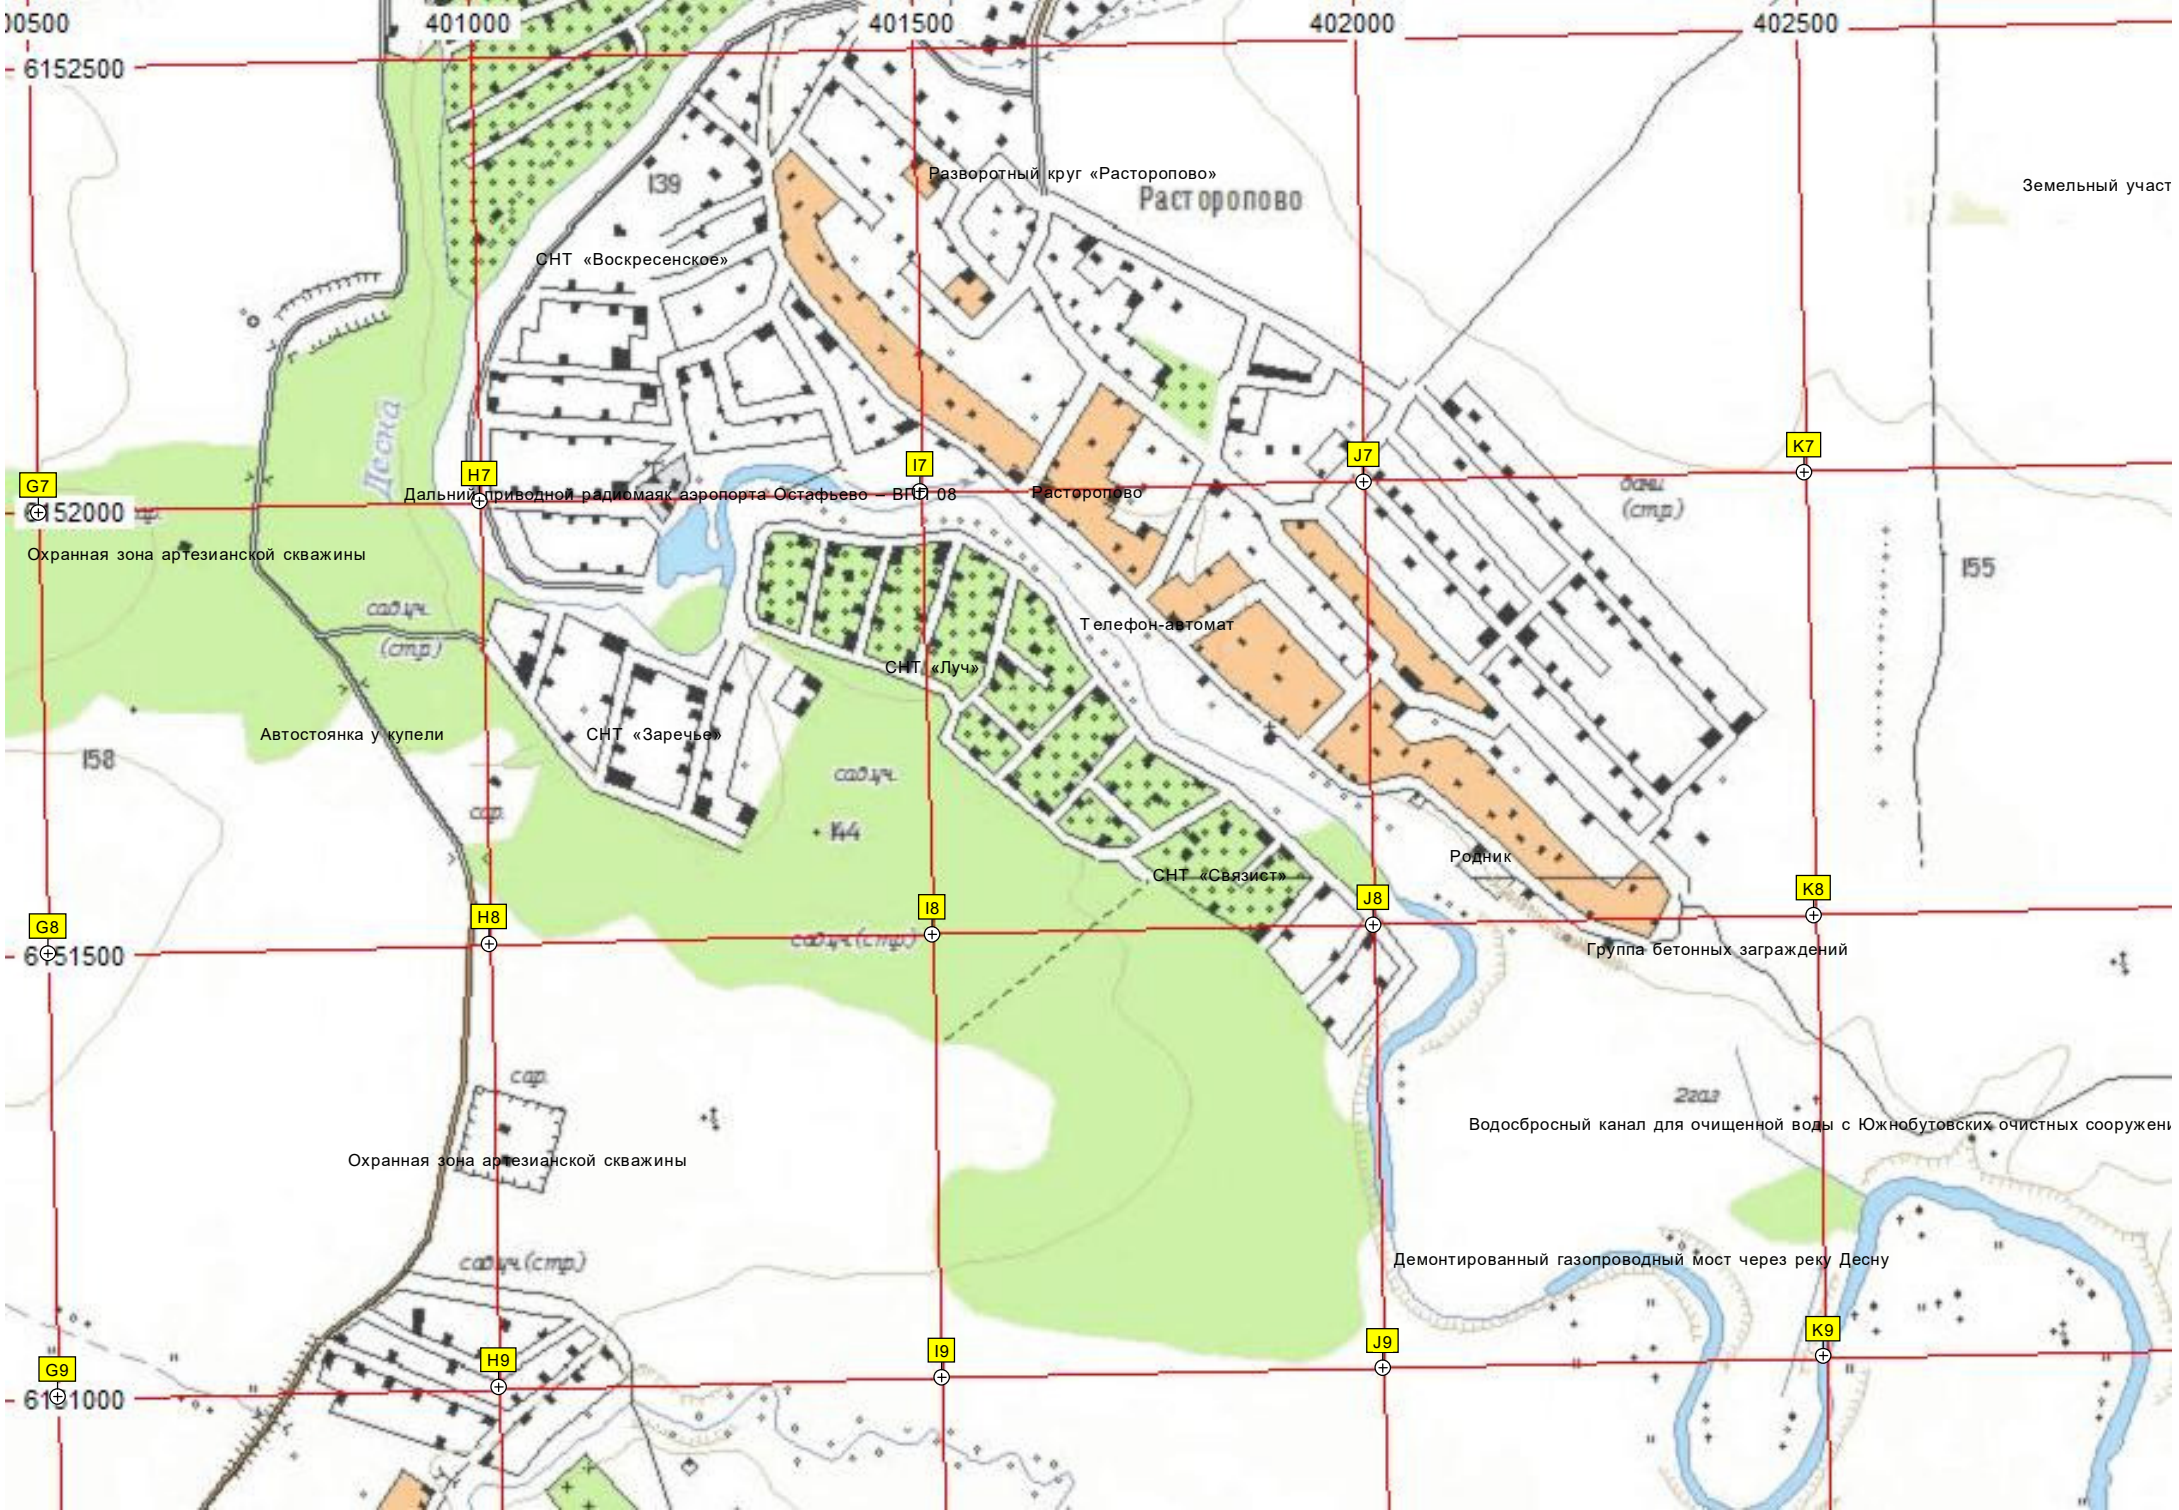 00500
401000
401500
402000
402500
6152500
139
Разворотный круг «Расторопово»
Расторопово
Земельный участ
СНТ «Воскресенское»
Десна
G7
H7
I7
J7
K7
Дальний приводной радиомаяк аэропорта Остафьево – ВПП 08
Расторопово
дачи
(стр.)
6152000
Охранная зона артезианской скважины
155
сад.уч.
(стр.)
Телефон-автомат
СНТ «Луч»
Автостоянка у купели
СНТ «Заречье»
158
сад.уч.
сар.
144
Родник
СНТ «Связист»
G8
H8
I8
J8
K8
сад.уч.(стр.)
6151500
Группа бетонных заграждений
сар.
2газ
Водосбросный канал для очищенной воды с Южнобутовских очистных сооружени
Охранная зона артезианской скважины
сад.уч.(стр.)
Демонтированный газопроводный мост через реку Десну
G9
H9
I9
J9
K9
6151000